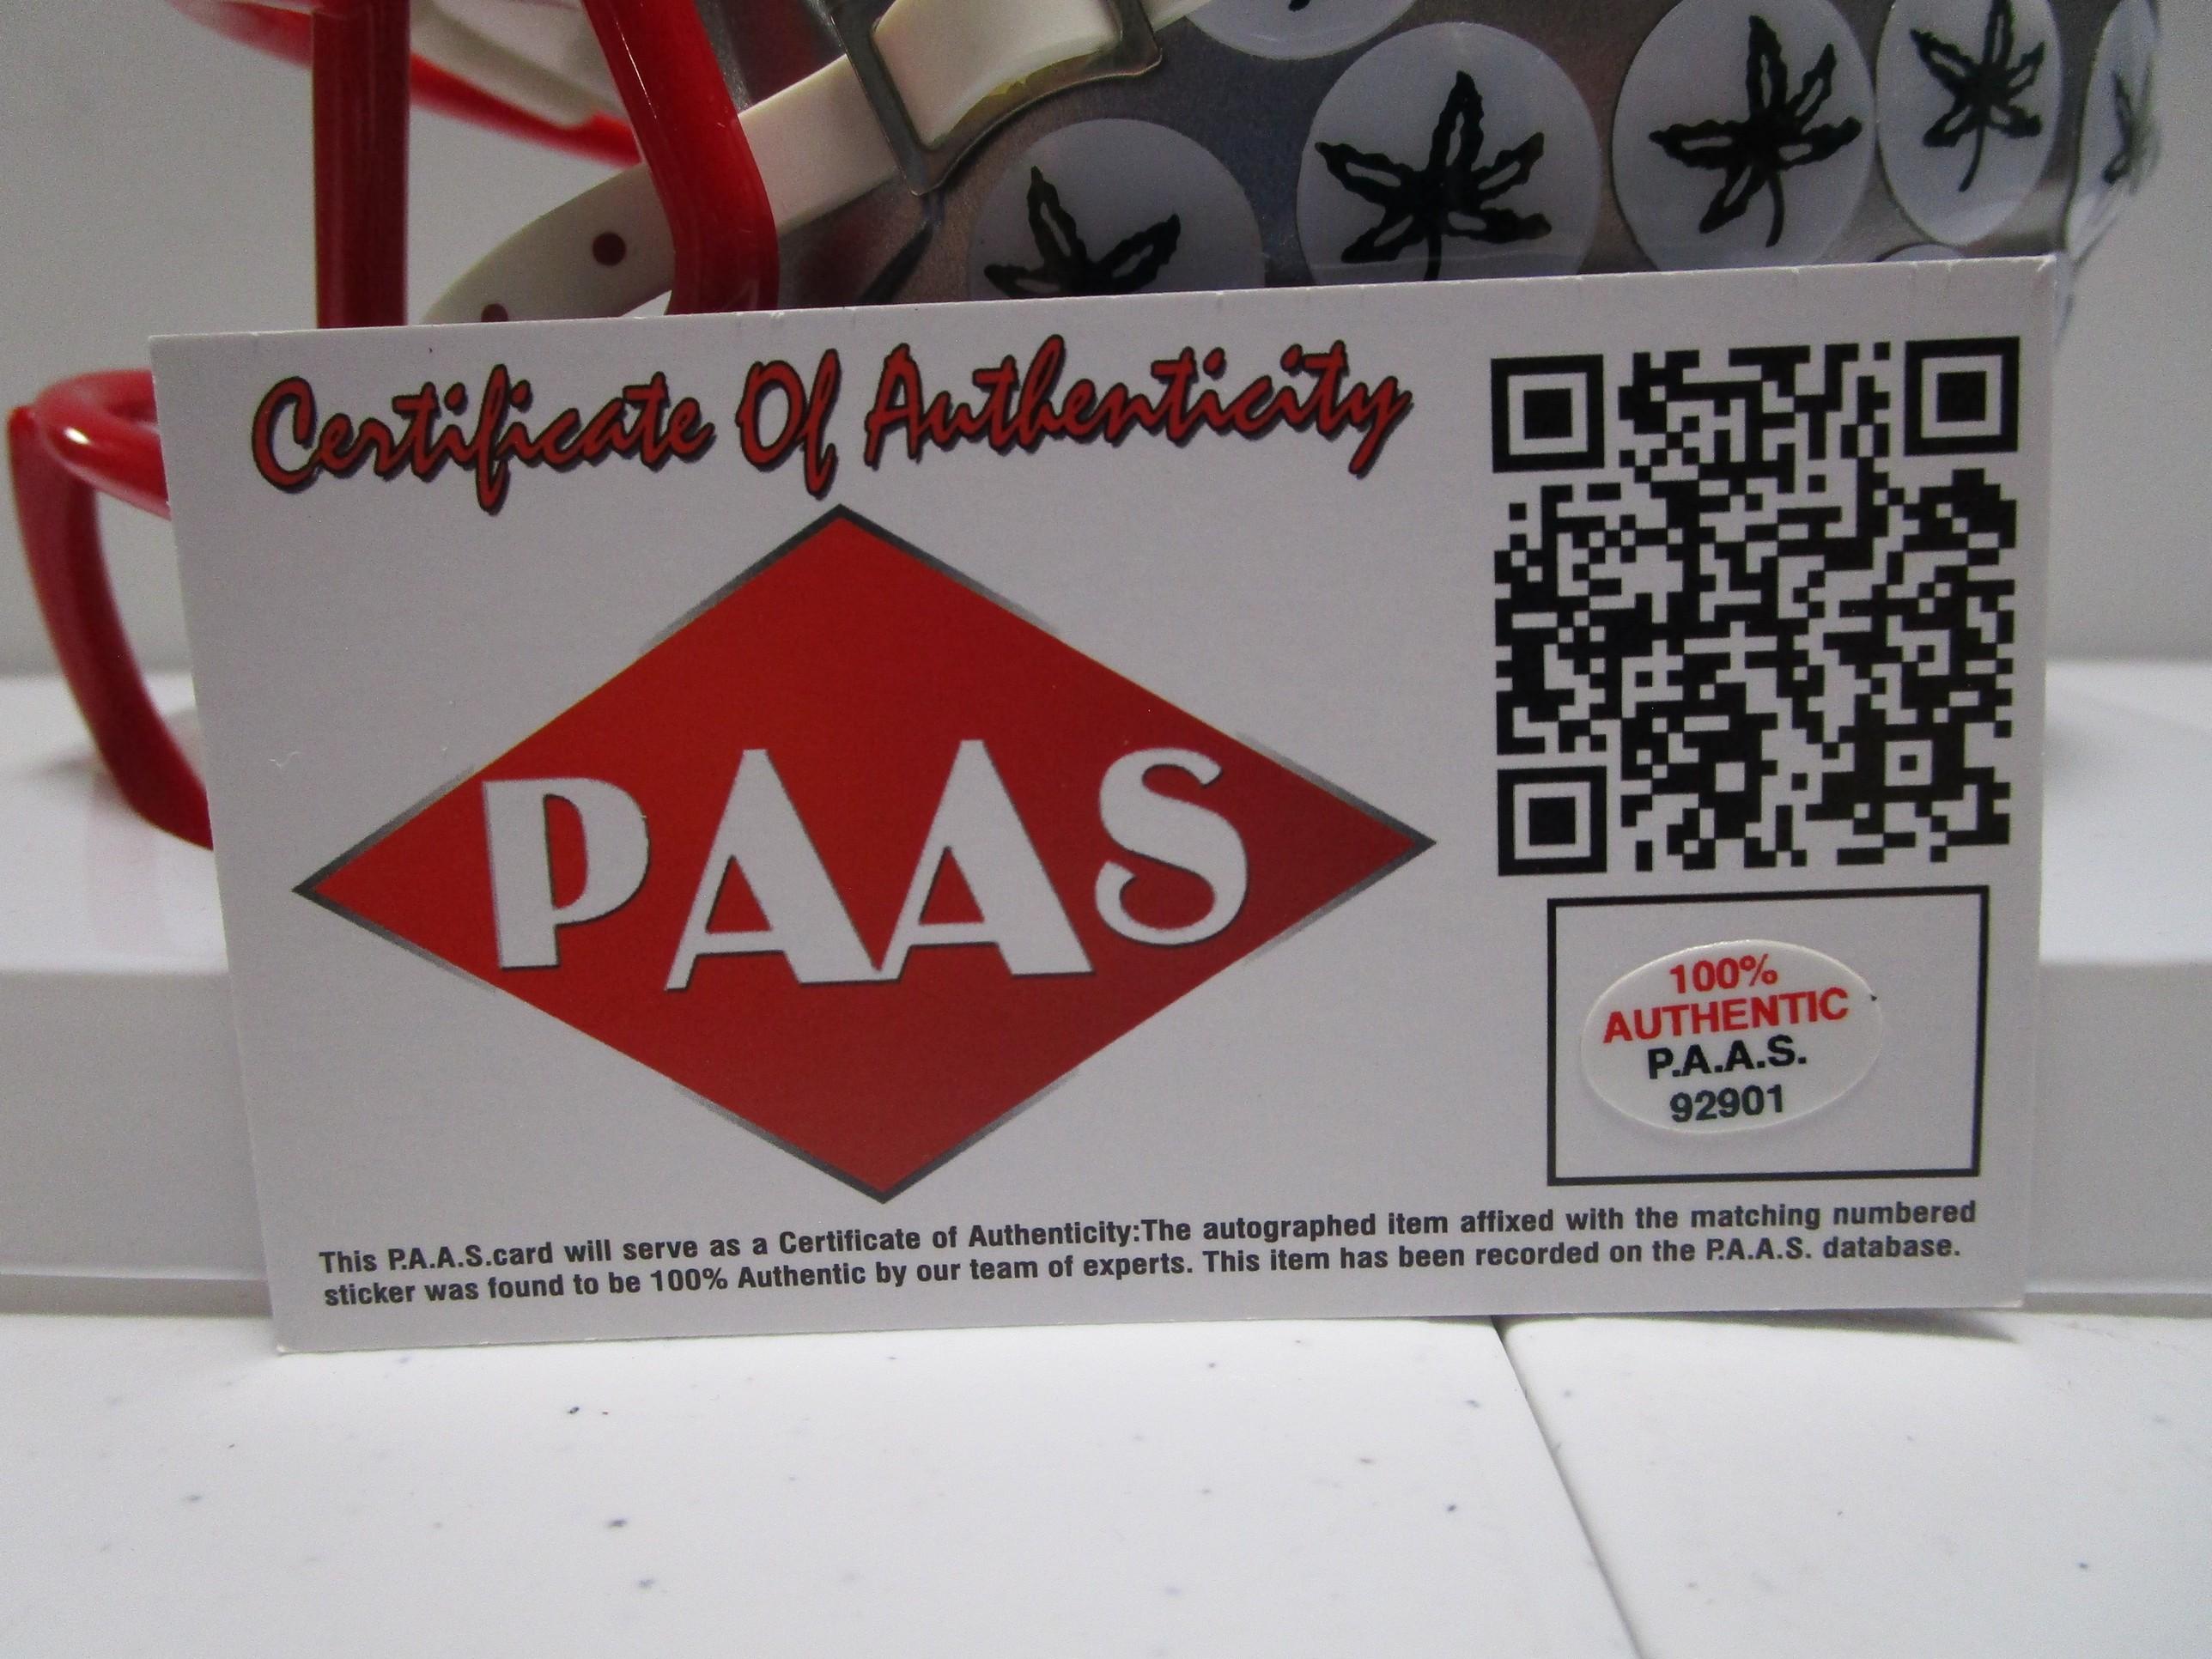 Certificate Of Authenticity
PAAS
100%
AUTHENTIC
P.A.A.S.
92901
This P.A.A.S.card will serve as a Certificate of Authenticity:The autographed item affixed with the matching numbered
sticker was found to be 100% Authentic by our team of experts. This item has been recorded on the P.A.A.S. database.